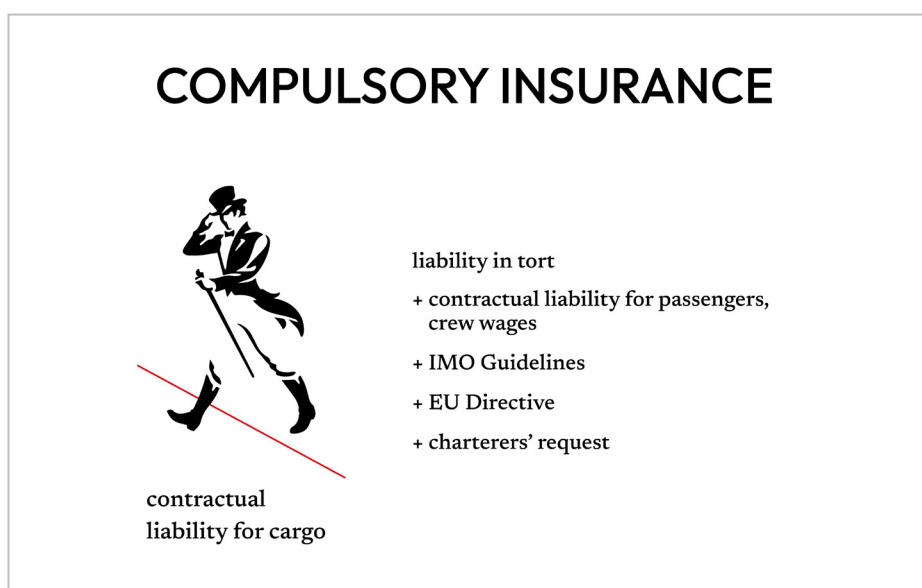 COMPULSORY INSURANCE
liability in tort
+ contractual liability for passengers,
crew wages
+ IMO Guidelines
+ EU Directive
+ charterers’ request
contractual
liability for cargo